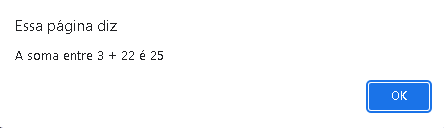 Essa página diz
A soma entre 3 + 22 é 25
OK